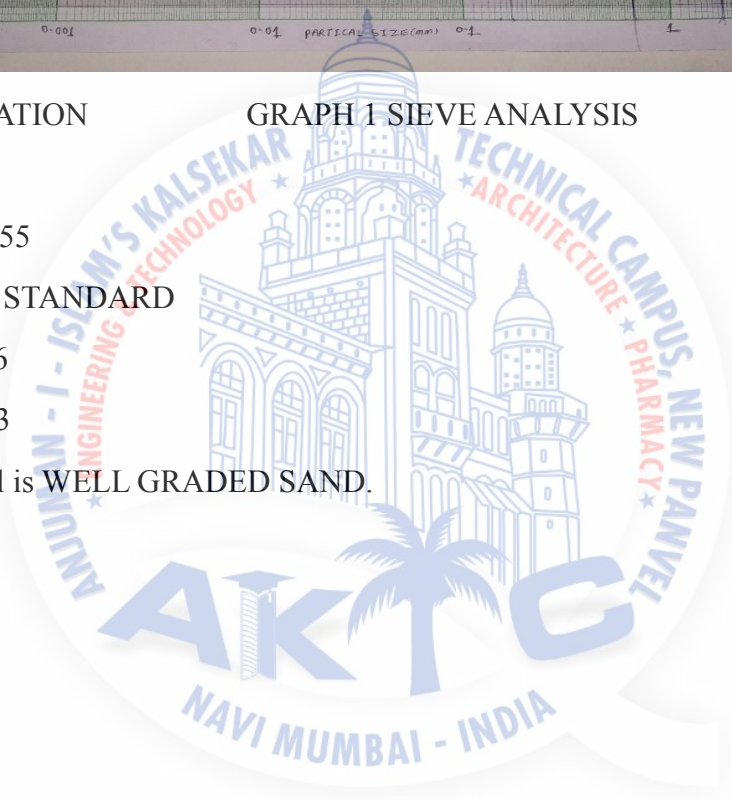 0.001 0.01 PARTICAL SIZE(mm) 0.1 1
ATION GRAPH 1 SIEVE ANALYSIS
55
STANDARD
6
3
l is WELL GRADED SAND.
ANJUMAN - I - ISLAM'S KALSEKAR TECHNICAL CAMPUS, NEW PANVEL
ENGINEERING & TECHNOLOGY ★ ★ ARCHITECTURE ★ PHARMACY ★
AKTC
NAVI MUMBAI - INDIA